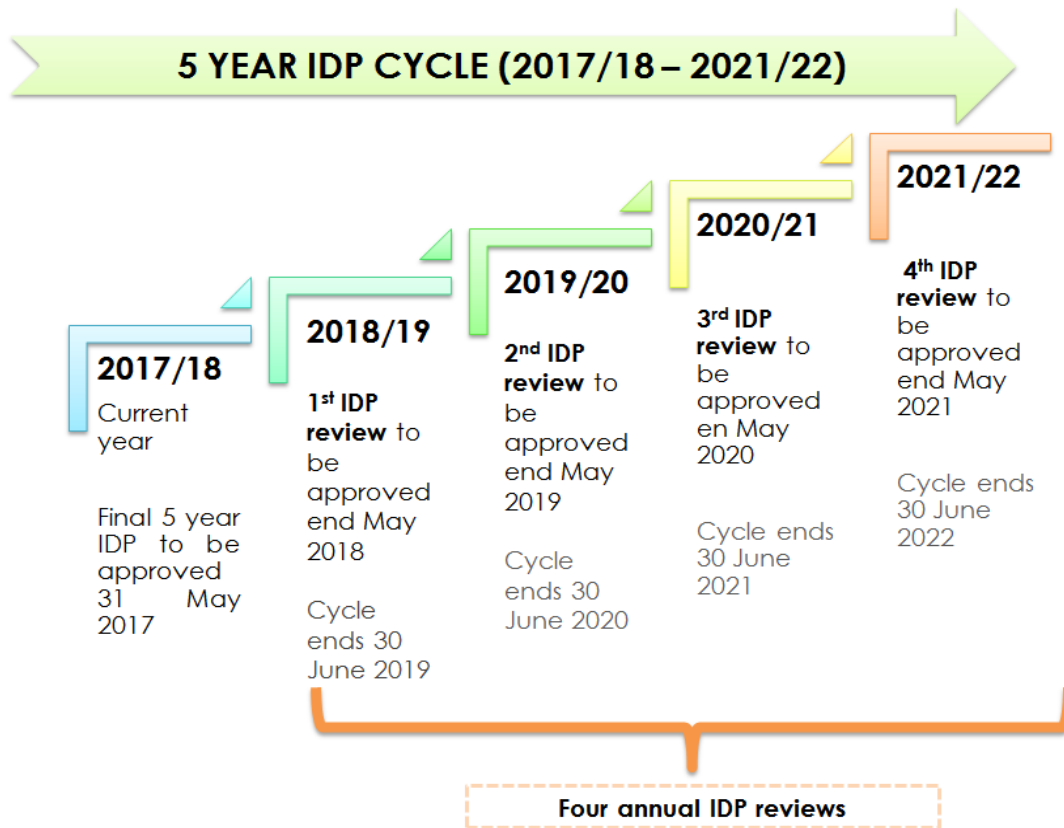 5 YEAR IDP CYCLE (2017/18 – 2021/22)
2017/18
Current
year
Final 5 year
IDP to be
approved
31 May
2017
2018/19
1st IDP
review to
be
approved
end May
2018
Cycle
ends 30
June 2019
2019/20
2nd IDP
review to
be
approved
end May
2019
Cycle
ends 30
June 2020
2020/21
3rd IDP
review to
be
approved
en May
2020
Cycle ends
30 June
2021
2021/22
4th IDP
review to
be
approved
end May
2021
Cycle ends
30 June
2022
Four annual IDP reviews